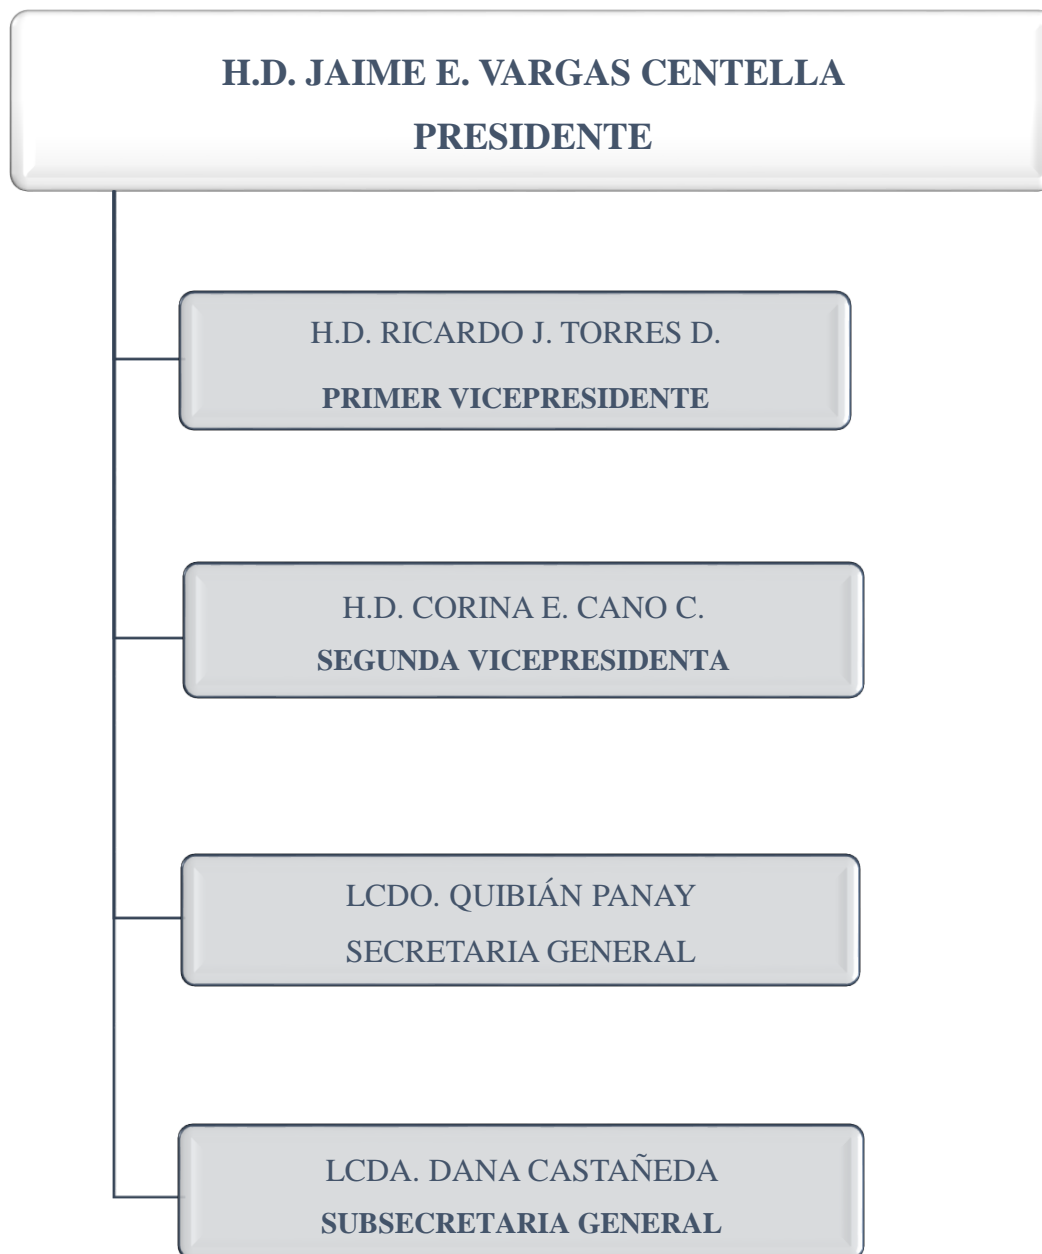 H.D. JAIME E. VARGAS CENTELLA
PRESIDENTE
H.D. RICARDO J. TORRES D.
PRIMER VICEPRESIDENTE
H.D. CORINA E. CANO C.
SEGUNDA VICEPRESIDENTA
LCDO. QUIBIÁN PANAY
SECRETARIA GENERAL
LCDA. DANA CASTAÑEDA
SUBSECRETARIA GENERAL